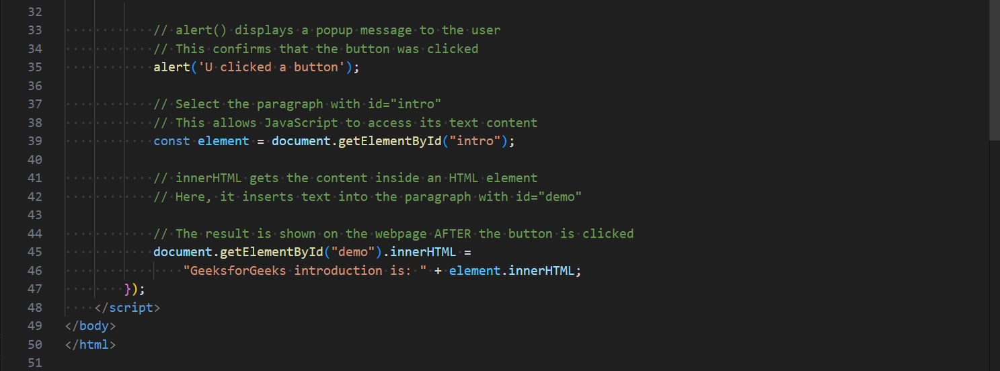 32
33 // alert() displays a popup message to the user
34 // This confirms that the button was clicked
35 alert('U clicked a button');
36
37 // Select the paragraph with id="intro"
38 // This allows JavaScript to access its text content
39 const element = document.getElementById("intro");
40
41 // innerHTML gets the content inside an HTML element
42 // Here, it inserts text into the paragraph with id="demo"
43
44 // The result is shown on the webpage AFTER the button is clicked
45 document.getElementById("demo").innerHTML =
46 "GeeksforGeeks introduction is: " + element.innerHTML;
47 });
48 </script>
49 </body>
50 </html>
51